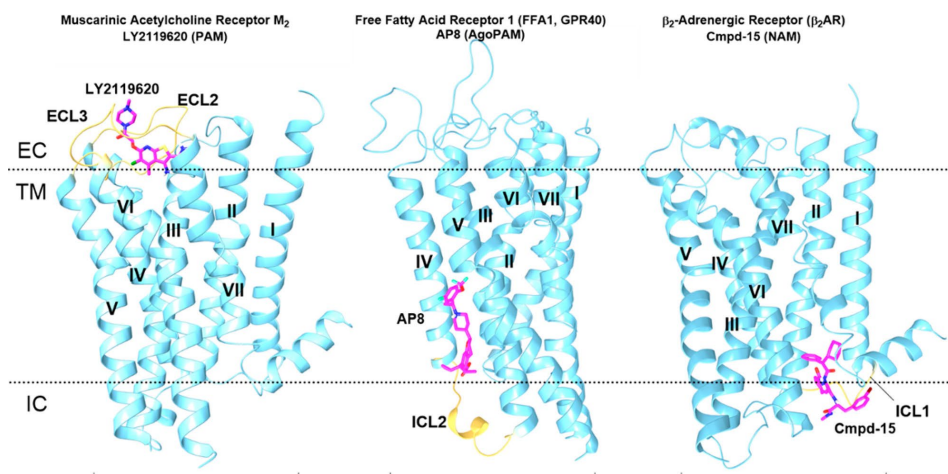 Muscarinic Acetylcholine Receptor M₂
LY2119620 (PAM)
Free Fatty Acid Receptor 1 (FFA1, GPR40)
AP8 (AgoPAM)
β₂-Adrenergic Receptor (β₂AR)
Cmpd-15 (NAM)
LY2119620
ECL3
ECL2
EC
TM
IC
VI
III
II
I
IV
V
VII
VI
VII
I
III
V
IV
II
AP8
ICL2
II
I
VII
V
IV
VI
III
ICL1
Cmpd-15